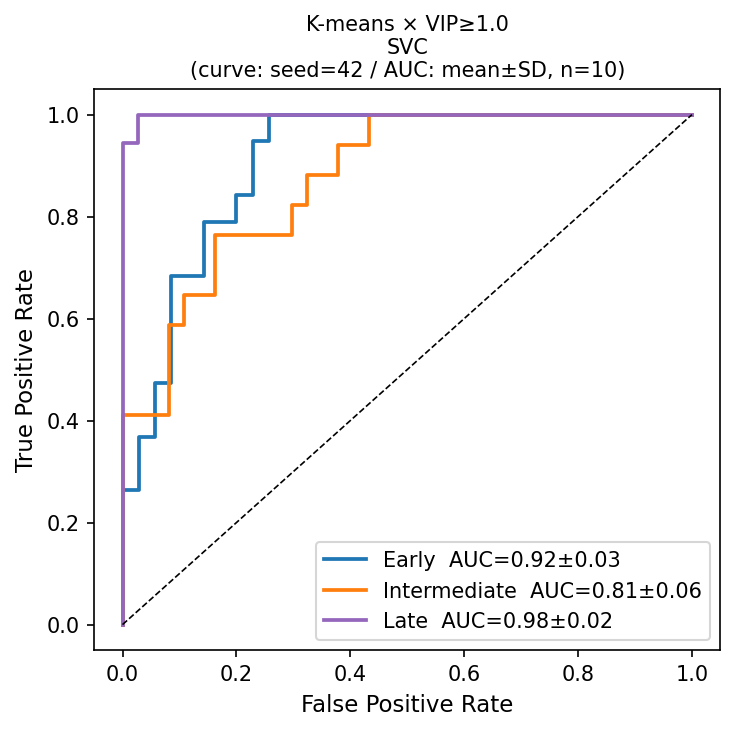 K-means × VIP≥1.0
SVC
(curve: seed=42 / AUC: mean±SD, n=10)
1.0
0.8
0.6
0.4
0.2
0.0
True Positive Rate
Early AUC=0.92±0.03
Intermediate AUC=0.81±0.06
Late AUC=0.98±0.02
0.0 0.2 0.4 0.6 0.8 1.0
False Positive Rate